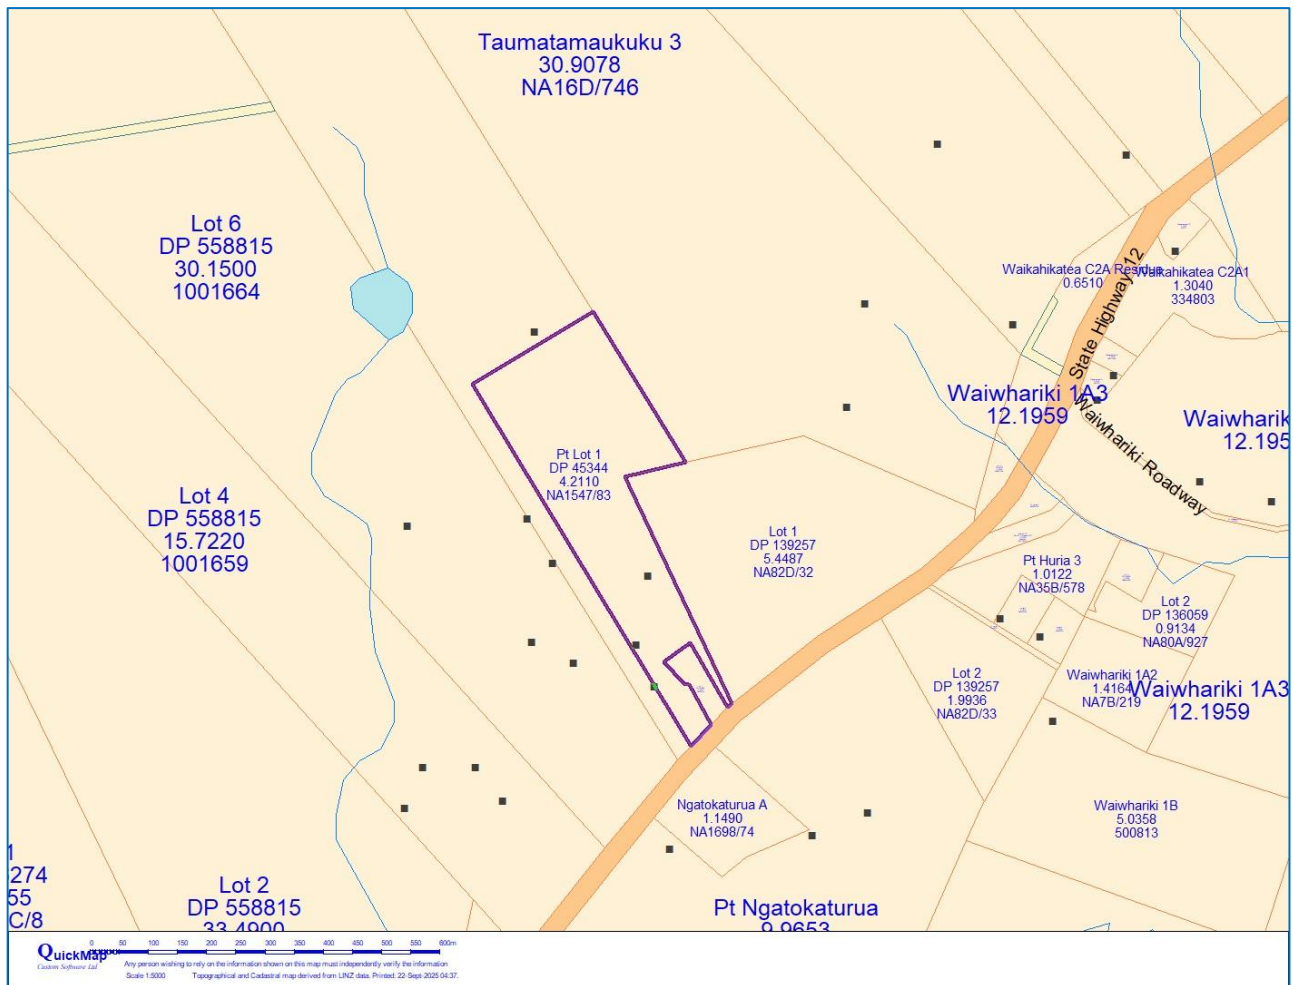 Taumatamaukuku 3
30.9078
NA16D/746
Lot 6
DP 558815
30.1500
1001664
Waikahikatea C2A Residue
0.6510
Waikahikatea C2A1
1.3040
334803
State Highway 12
Waiwhariki 1A3
12.1959
Waiwharik
12.195
Waiwhariki Roadway
Pt Lot 1
DP 45344
4.2110
NA1547/83
Lot 4
DP 558815
15.7220
1001659
Lot 1
DP 139257
5.4487
NA82D/32
Pt Huria 3
1.0122
NA35B/578
Lot 2
DP 136059
0.9134
NA80A/927
Lot 2
DP 139257
1.9936
NA82D/33
Waiwhariki 1A2
1.4164
NA7B/219
Waiwhariki 1A3
12.1959
Ngatokaturua A
1.1490
NA1698/74
Waiwhariki 1B
5.0358
500813
1
274
55
C/8
Lot 2
DP 558815
33.4900
Pt Ngatokaturua
9.9653
QuickMap
Custom Software Ltd
0 50 100 150 200 250 300 350 400 450 500 550 600m
Any person wishing to rely on the information shown on this map must independently verify the information
Scale 1:5000 Topographical and Cadastral map derived from LINZ data. Printed: 22-Sept-2025 04:37.